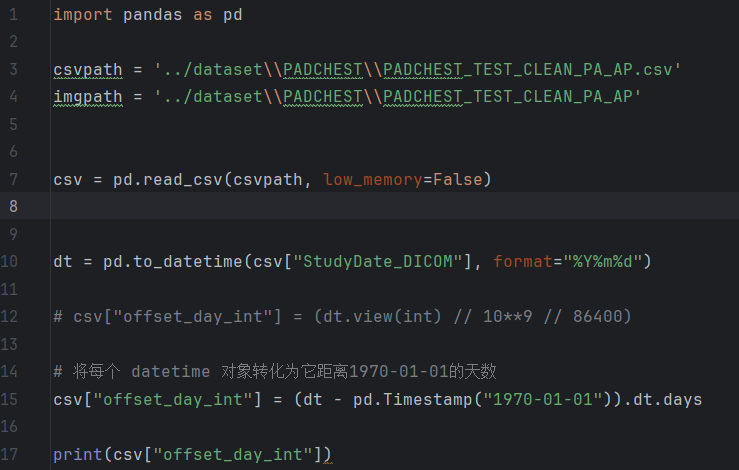 1 import pandas as pd
2
3 csvpath = '../dataset\\PADCHEST\\PADCHEST_TEST_CLEAN_PA_AP.csv'
4 imgpath = '../dataset\\PADCHEST\\PADCHEST_TEST_CLEAN_PA_AP'
5
6
7 csv = pd.read_csv(csvpath, low_memory=False)
8
9
10 dt = pd.to_datetime(csv["StudyDate_DICOM"], format="%Y%m%d")
11
12 # csv["offset_day_int"] = (dt.view(int) // 10**9 // 86400)
13
14 # 将每个 datetime 对象转化为它距离1970-01-01的天数
15 csv["offset_day_int"] = (dt - pd.Timestamp("1970-01-01")).dt.days
16
17 print(csv["offset_day_int"])